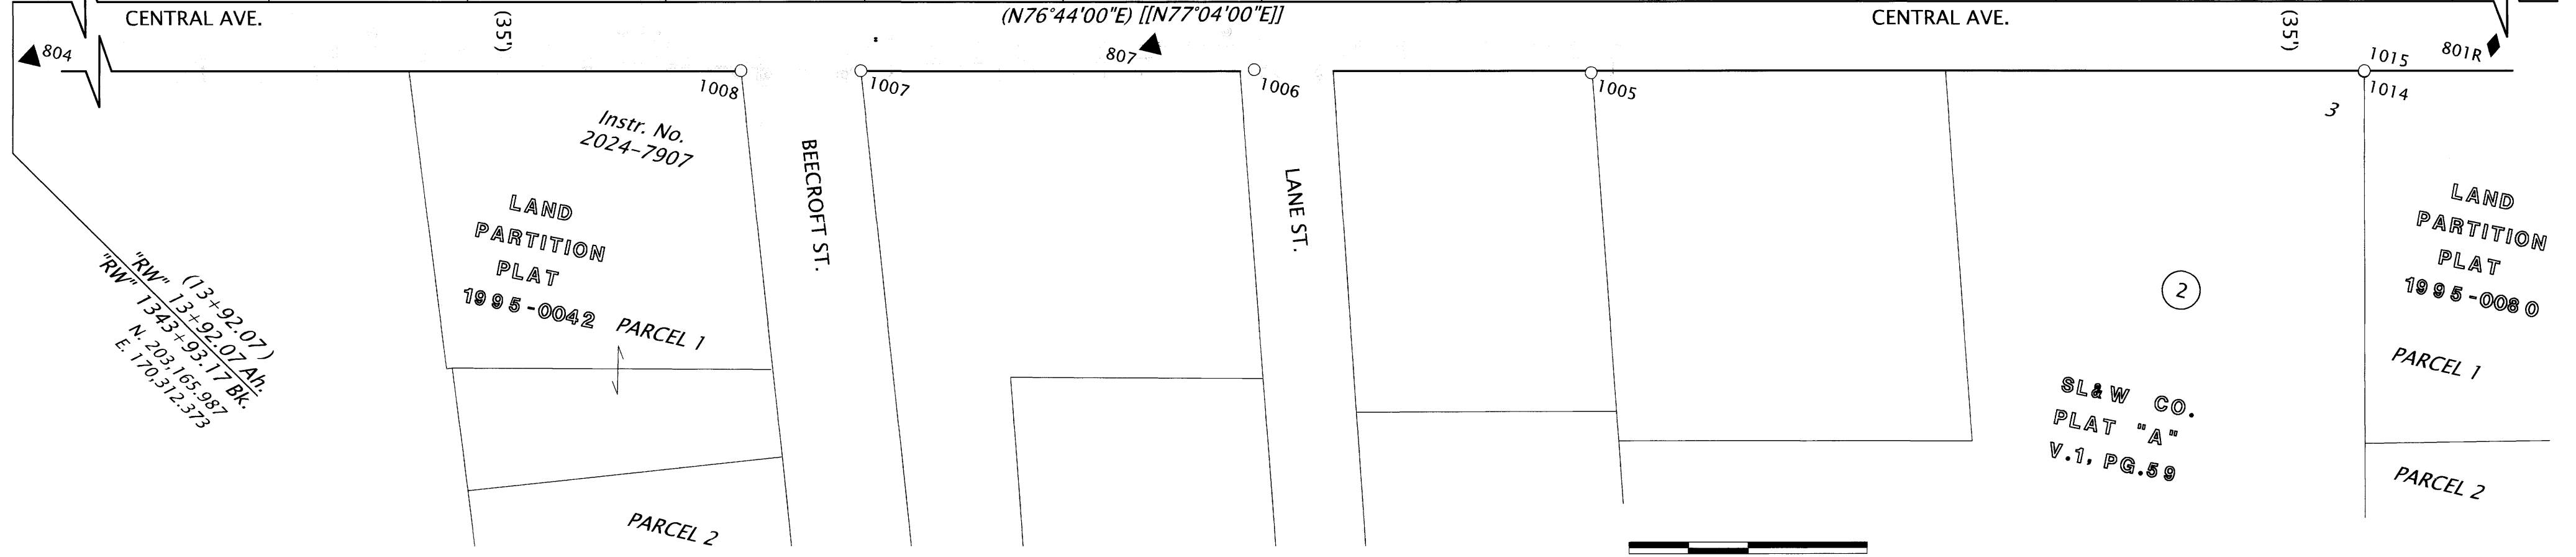 CENTRAL AVE.
(35')
(N76°44'00"E) [[N77°04'00"E]]
CENTRAL AVE.
(35')
804
807
801R
1015
1008
1007
1006
1005
1014
3
Instr. No.
2024-7907
BEECROFT ST.
LANE ST.
LAND
PARTITION
PLAT
1995-0042
PARCEL 1
LAND
PARTITION
PLAT
1995-0080
(13+92.07)
"RW" 13+92.07 Ah.
"RW" 1343+93.17 Bk.
N. 203,165.987
E. 170,312.373
2
PARCEL 1
SL&W CO.
PLAT "A"
V.1, PG.59
PARCEL 2
PARCEL 2